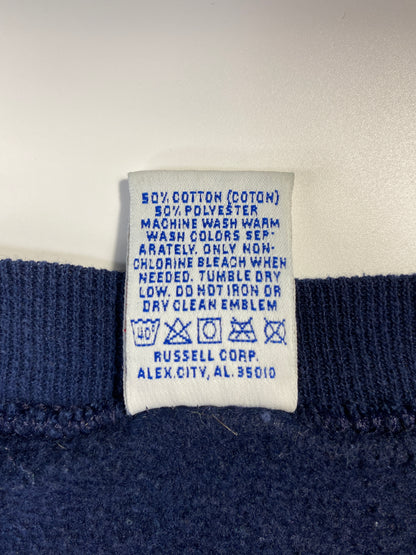 50% COTTON (COTON)
50% POLYESTER
MACHINE WASH WARM
WASH COLORS SEP-
ARATELY. ONLY NON-
CHLORINE BLEACH WHEN
NEEDED. TUMBLE DRY
LOW. DO NOT IRON OR
DRY CLEAN EMBLEM
40°
RUSSELL CORP.
ALEX. CITY, AL. 35010